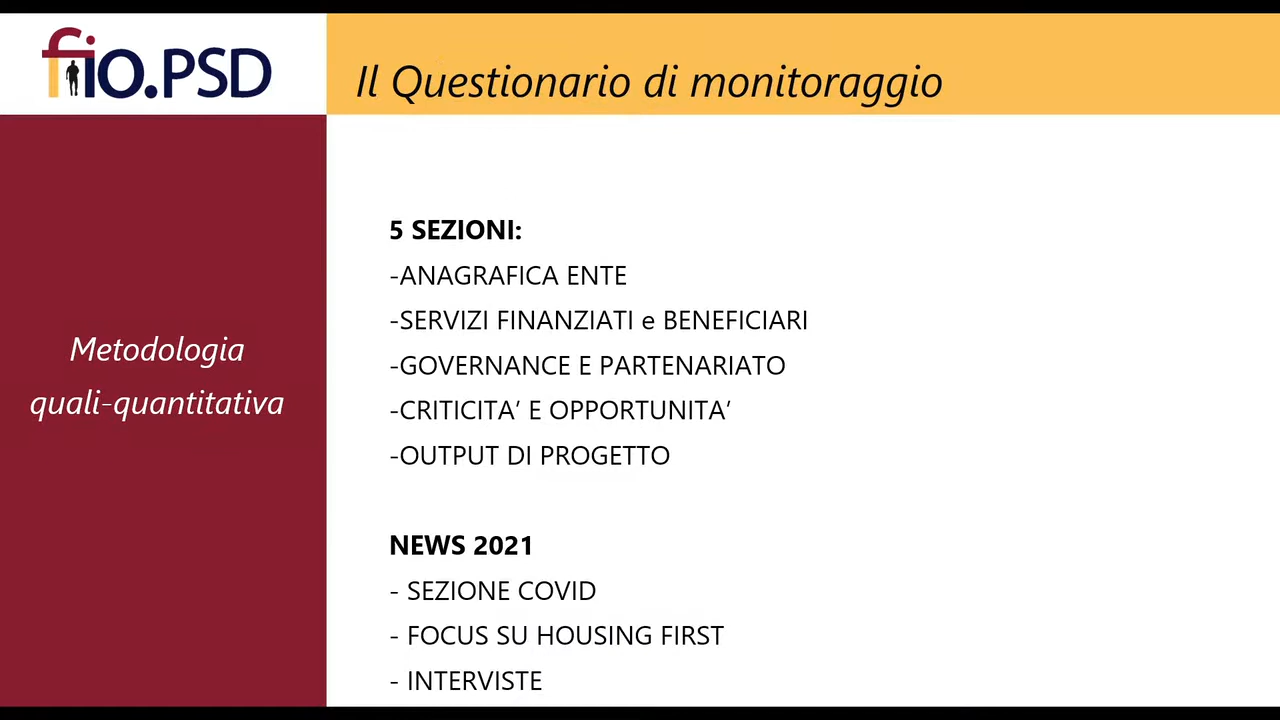 fio.PSD
Il Questionario di monitoraggio
Metodologia
quali-quantitativa
5 SEZIONI:
-ANAGRAFICA ENTE
-SERVIZI FINANZIATI e BENEFICIARI
-GOVERNANCE E PARTENARIATO
-CRITICITA’ E OPPORTUNITA’
-OUTPUT DI PROGETTO
NEWS 2021
- SEZIONE COVID
- FOCUS SU HOUSING FIRST
- INTERVISTE